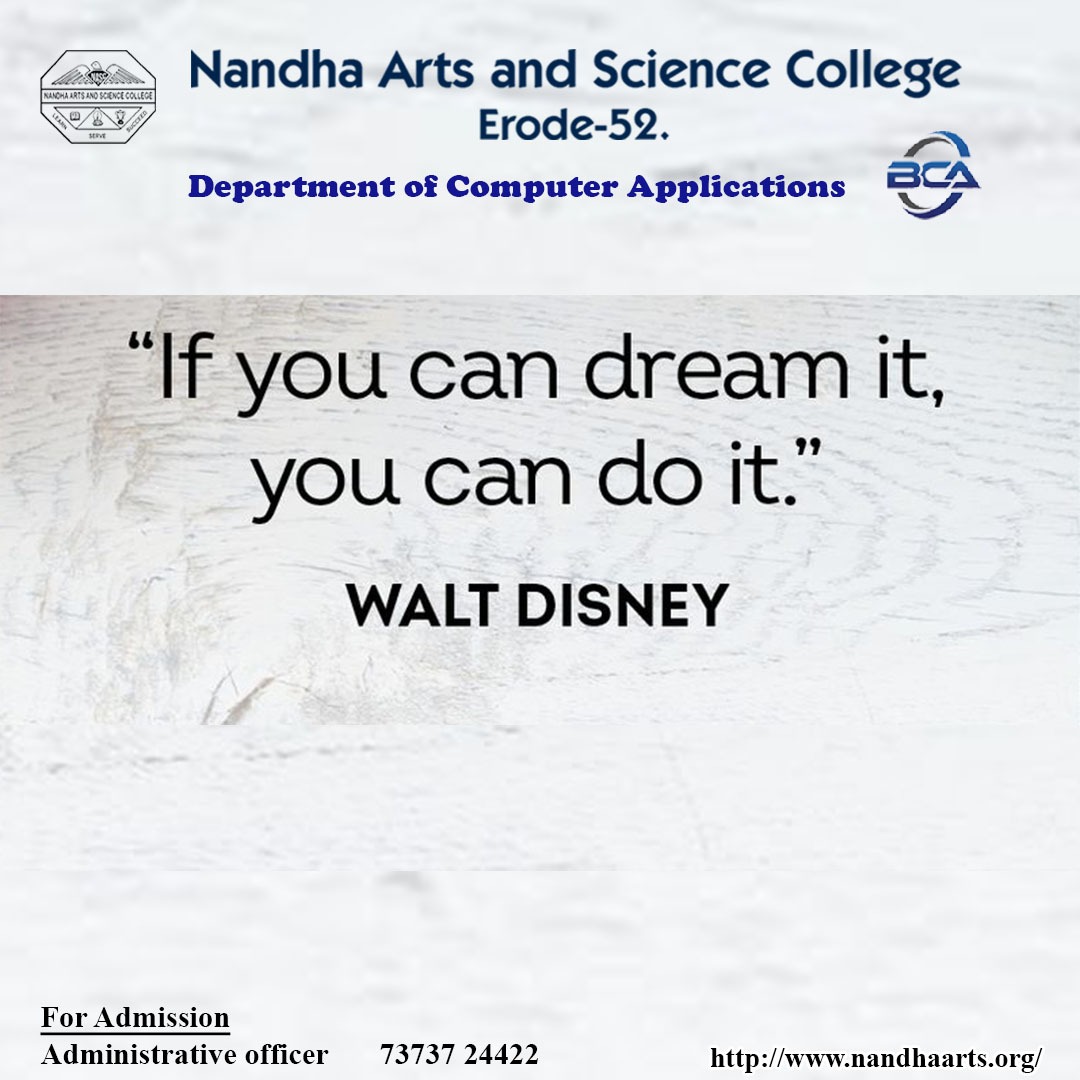 NASC
NANDHA ARTS AND SCIENCE COLLEGE
LEARN
SERVE
SUCCEED
Nandha Arts and Science College
Erode-52.
Department of Computer Applications
BCA
“If you can dream it,
you can do it.”
WALT DISNEY
For Admission
Administrative officer 73737 24422
http://www.nandhaarts.org/